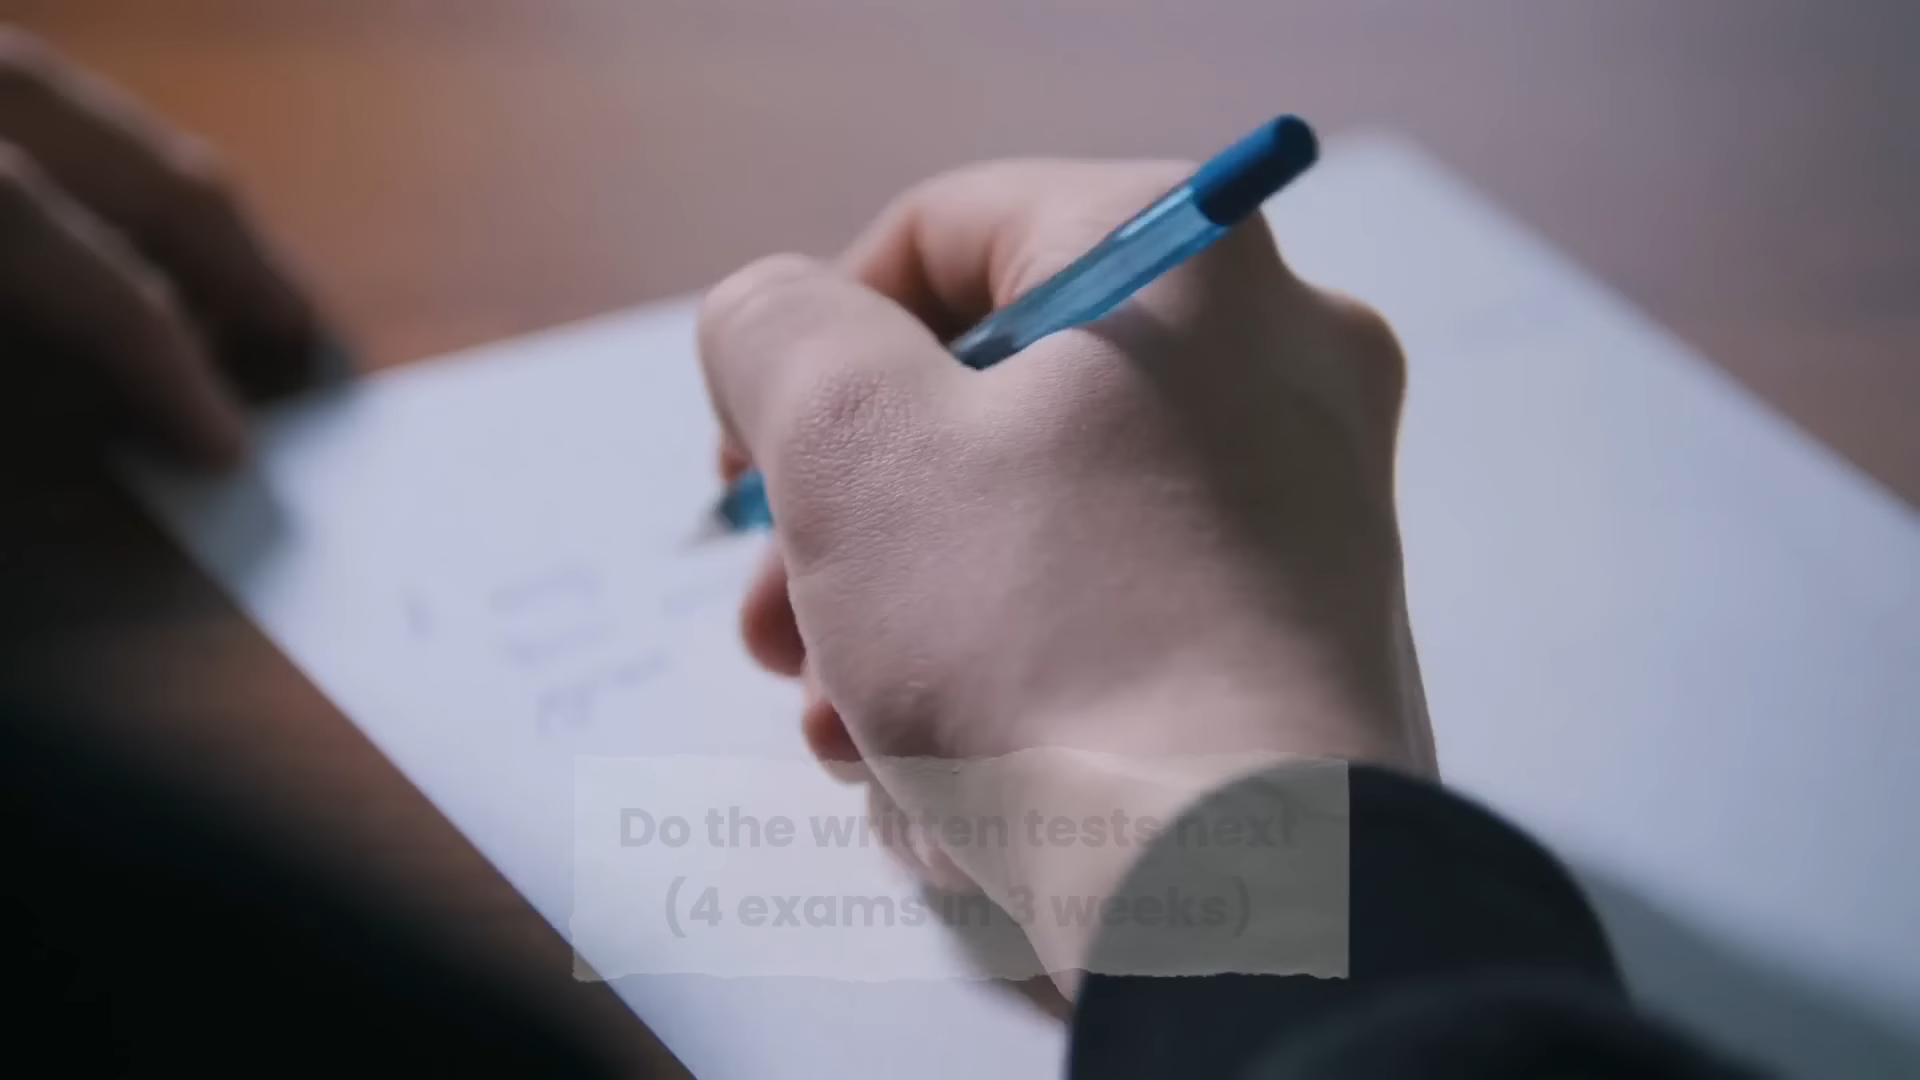 Do the written tests next
(4 exams in 3 weeks)